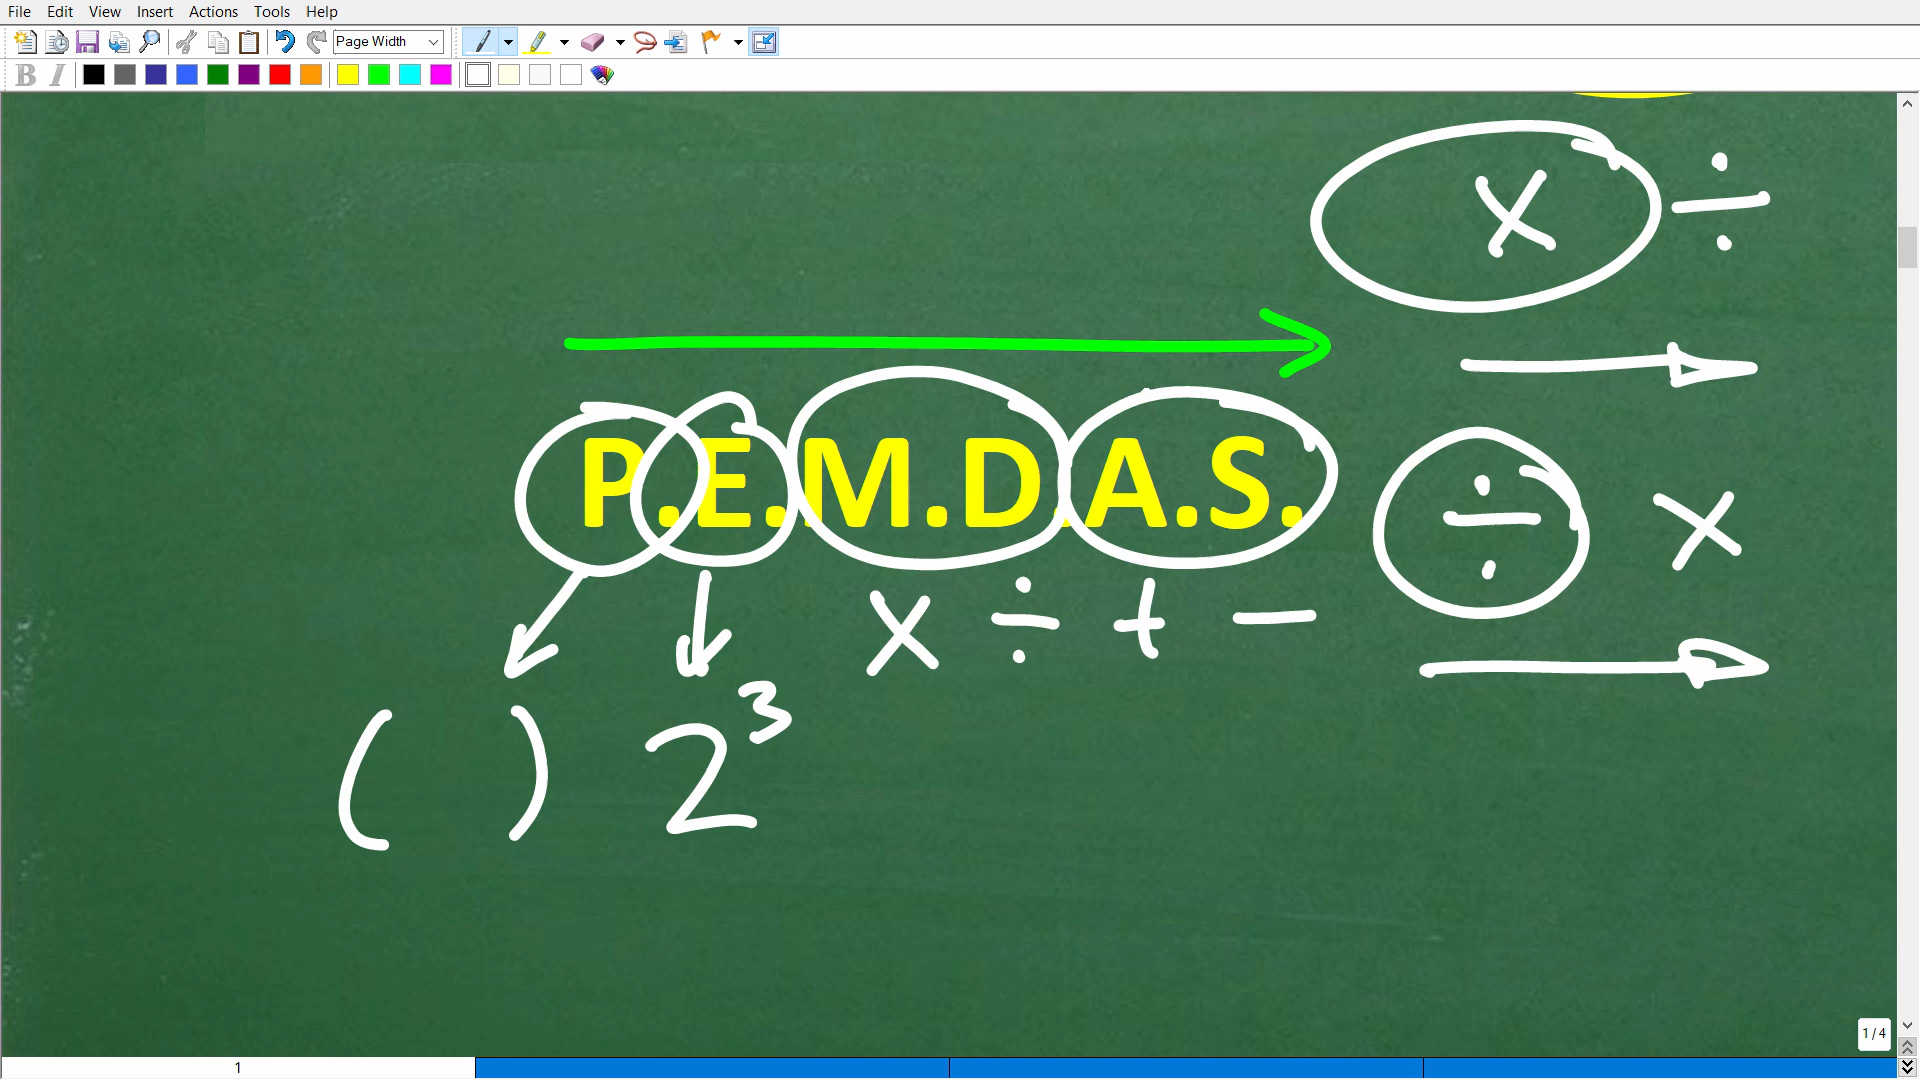 File Edit View Insert Actions Tools Help
Page Width
B I
x ÷
P.E.M.D.A.S.
÷ x
x ÷ + −
( ) 2³
1 / 4
1